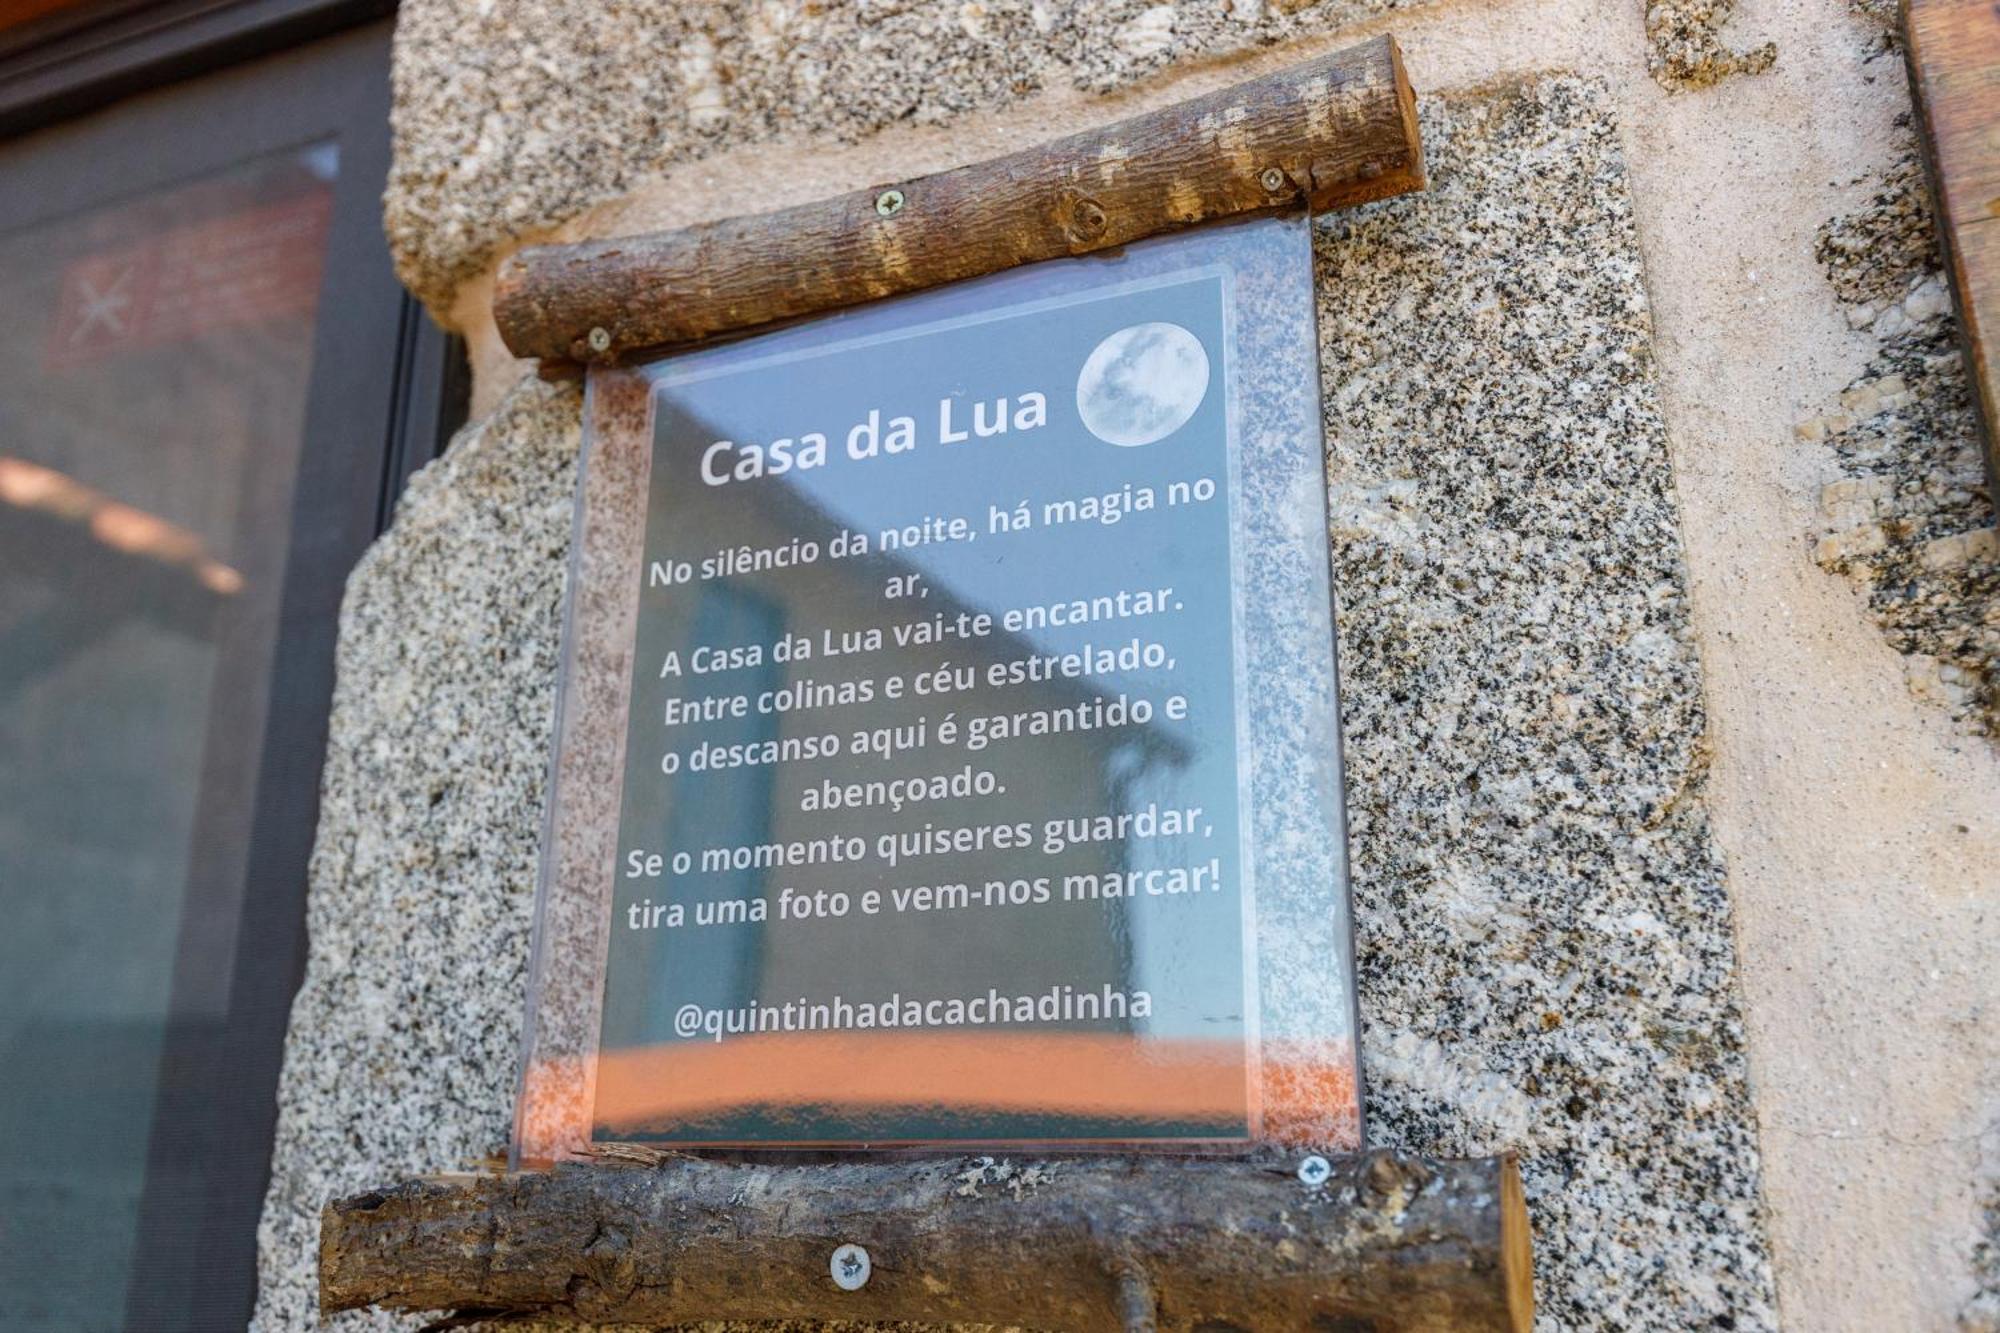 Casa da Lua
No silêncio da noite, há magia no
ar,
A Casa da Lua vai-te encantar.
Entre colinas e céu estrelado,
o descanso aqui é garantido e
abençoado.
Se o momento quiseres guardar,
tira uma foto e vem-nos marcar!
@quintinhadacachadinha